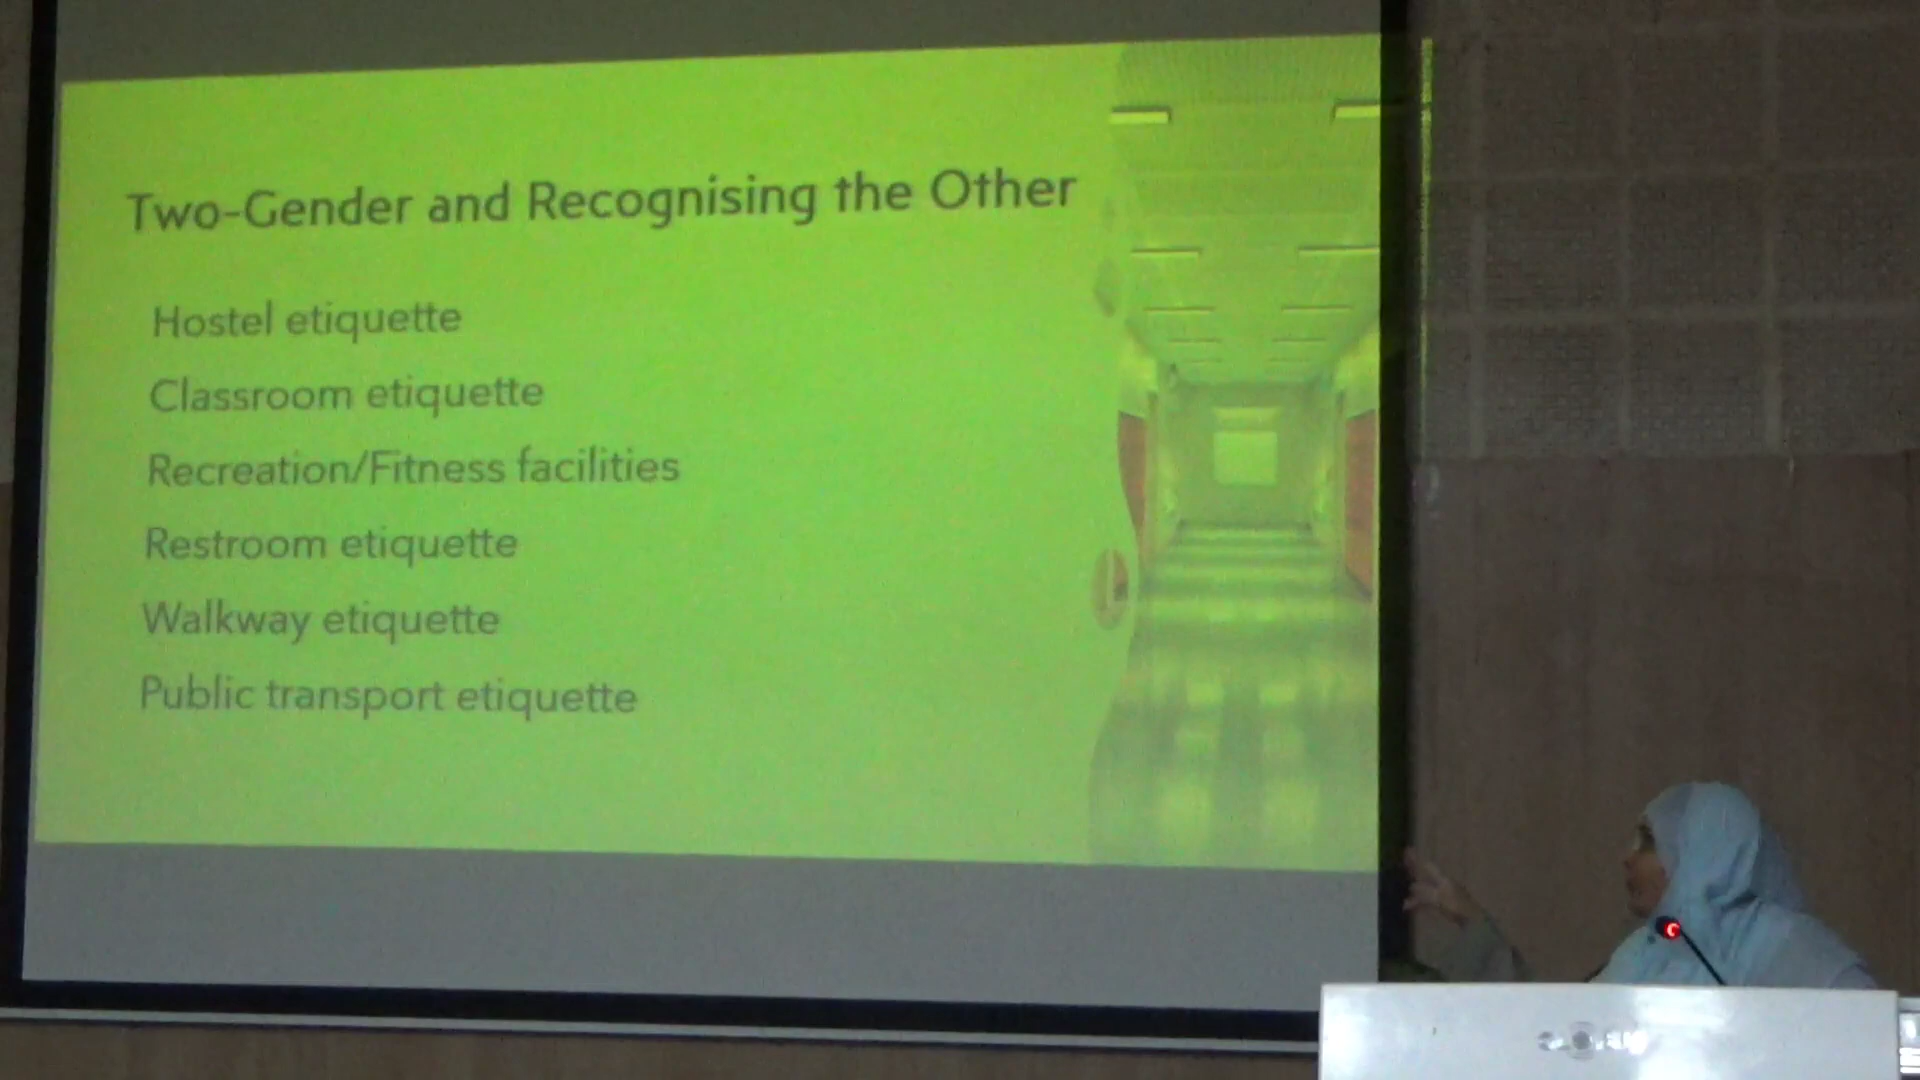 Two-Gender and Recognising the Other
Hostel etiquette
Classroom etiquette
Recreation/Fitness facilities
Restroom etiquette
Walkway etiquette
Public transport etiquette